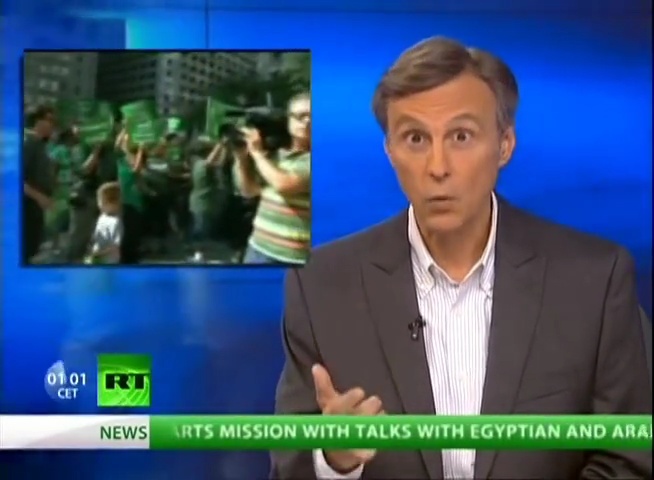 01 01
CET
RT
NEWS
ARTS MISSION WITH TALKS WITH EGYPTIAN AND ARA